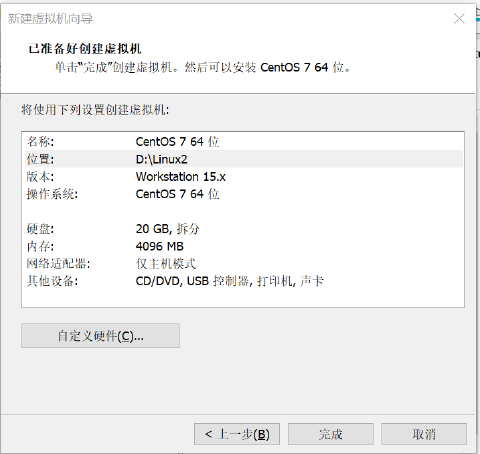 新建虚拟机向导
已准备好创建虚拟机
单击“完成”创建虚拟机。然后可以安装 CentOS 7 64 位。
将使用下列设置创建虚拟机:
名称: CentOS 7 64 位
位置: D:\Linux2
版本: Workstation 15.x
操作系统: CentOS 7 64 位
硬盘: 20 GB, 拆分
内存: 4096 MB
网络适配器: 仅主机模式
其他设备: CD/DVD, USB 控制器, 打印机, 声卡
自定义硬件(C)...
< 上一步(B) 完成 取消